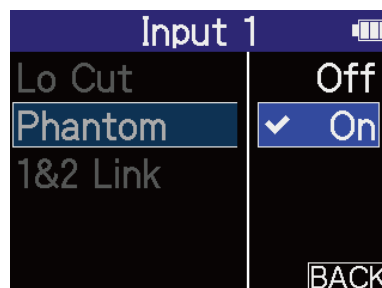 Input 1
Lo Cut
Off
Phantom
On
1&2 Link
BACK